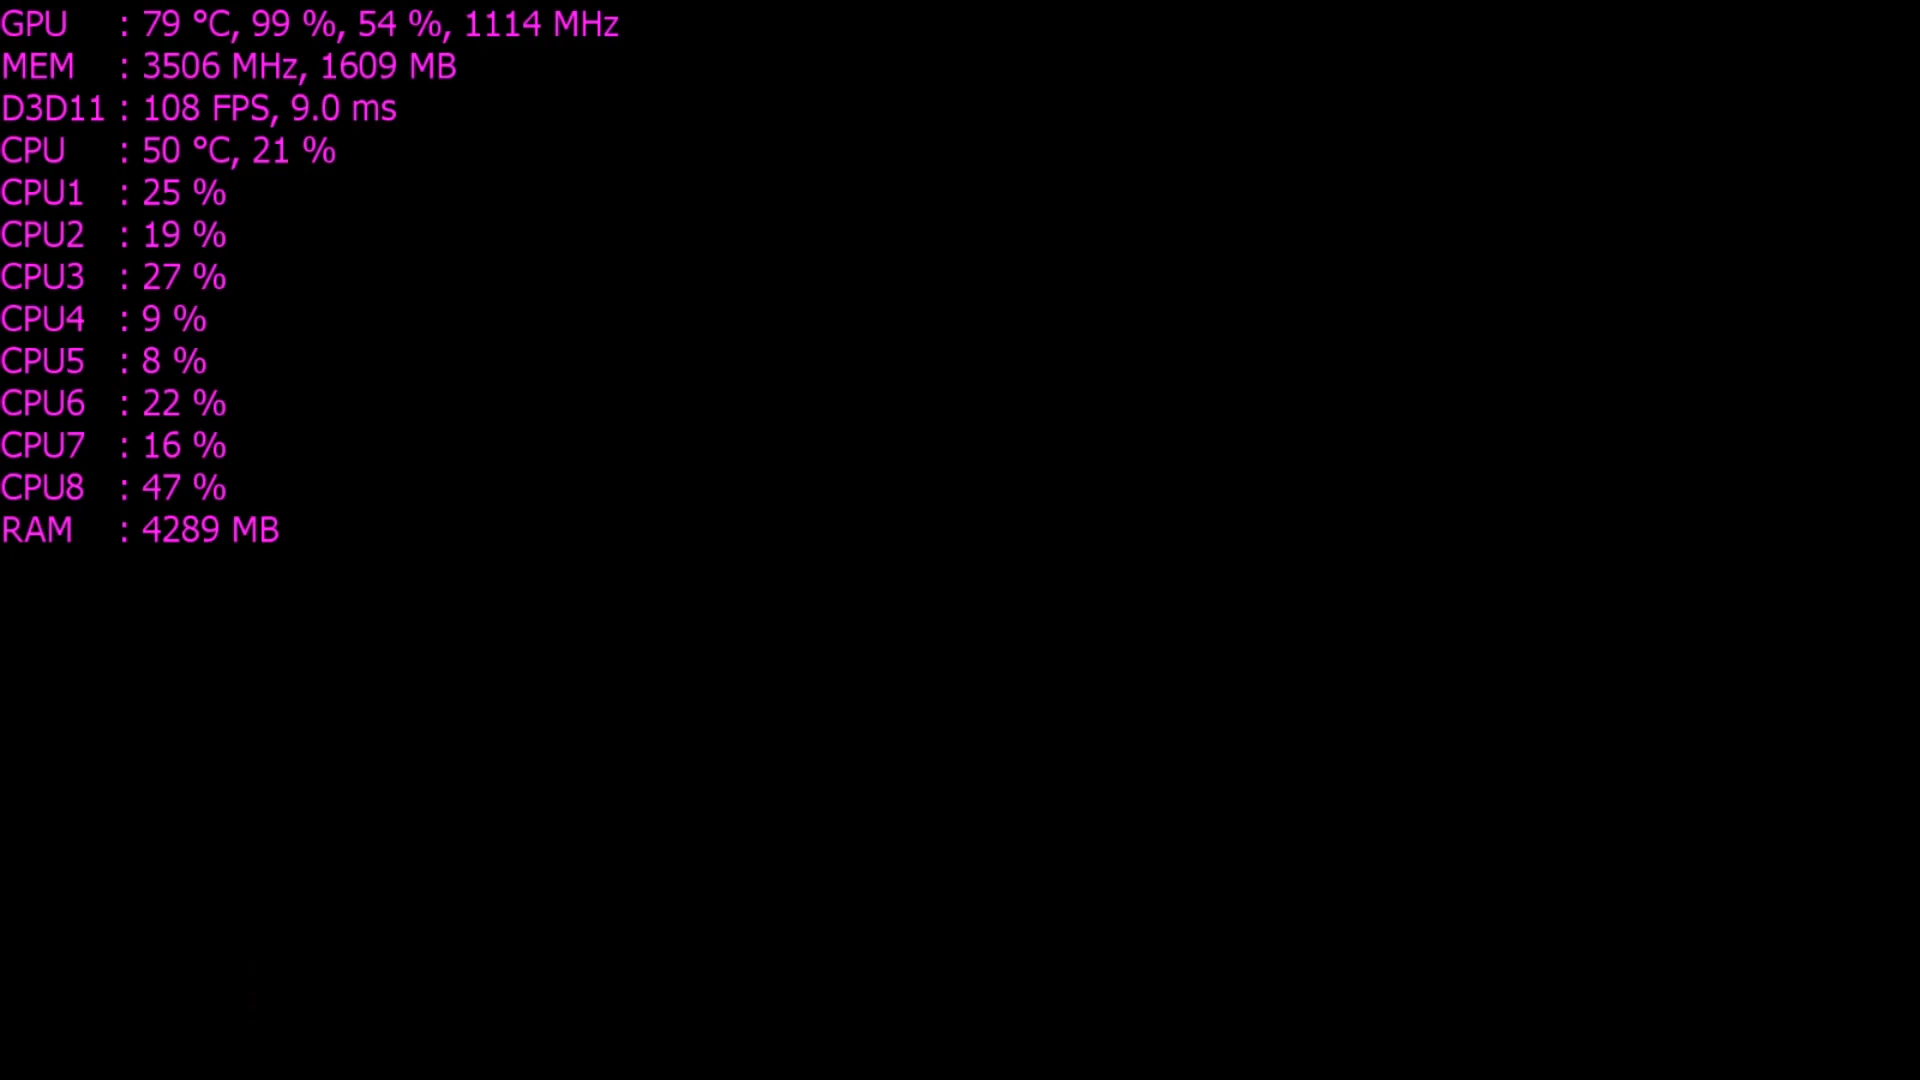 GPU : 79 °C, 99 %, 54 %, 1114 MHz
MEM : 3506 MHz, 1609 MB
D3D11 : 108 FPS, 9.0 ms
CPU : 50 °C, 21 %
CPU1 : 25 %
CPU2 : 19 %
CPU3 : 27 %
CPU4 : 9 %
CPU5 : 8 %
CPU6 : 22 %
CPU7 : 16 %
CPU8 : 47 %
RAM : 4289 MB